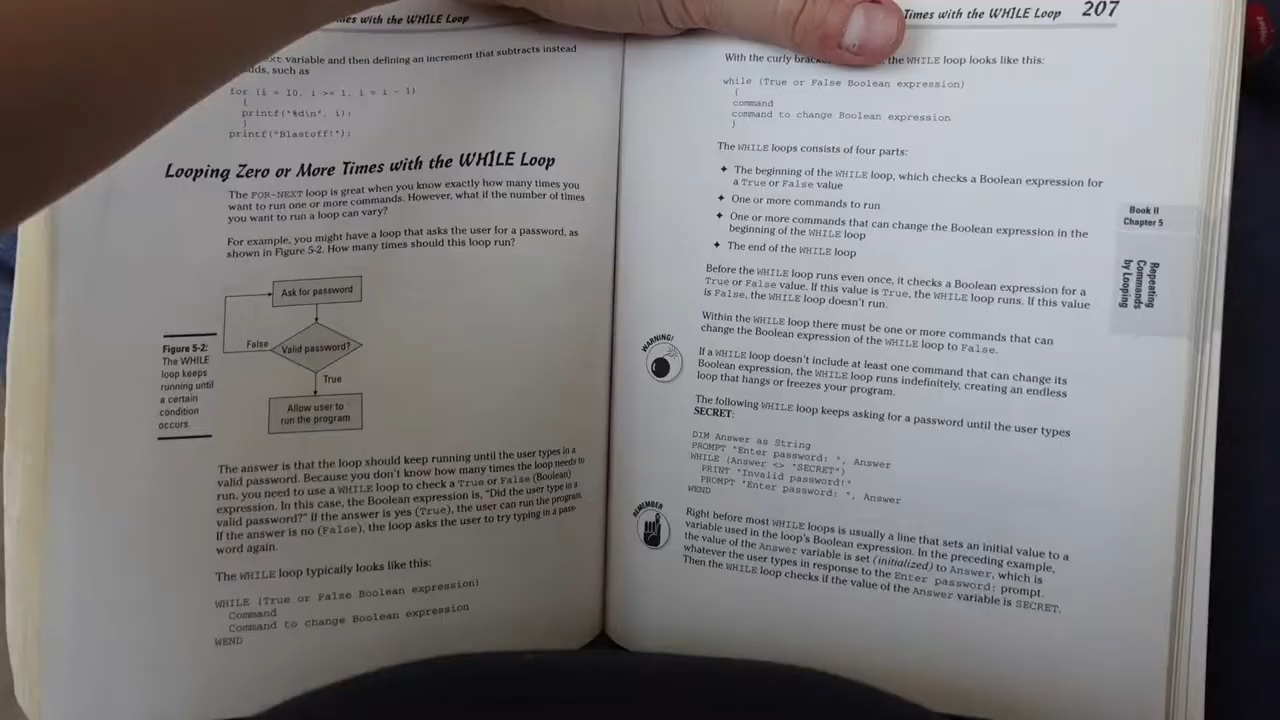 mes with the WHILE Loop
ext variable and then defining an increment that subtracts instead
dds, such as
for (i = 10, i >= 1, i = i - 1)
{
printf("%d\n", i);
}
printf("Blastoff!");
Looping Zero or More Times with the WHILE Loop
The FOR-NEXT loop is great when you know exactly how many times you
want to run one or more commands. However, what if the number of times
you want to run a loop can vary?
For example, you might have a loop that asks the user for a password, as
shown in Figure 5-2. How many times should this loop run?
Ask for password
False
Valid password?
True
Allow user to
run the program
Figure 5-2:
The WHILE
loop keeps
running until
a certain
condition
occurs.
The answer is that the loop should keep running until the user types in a
valid password. Because you don't know how many times the loop needs to
run, you need to use a WHILE loop to check a True or False (Boolean)
expression. In this case, the Boolean expression is, "Did the user type in a
valid password?" If the answer is yes (True), the user can run the program.
If the answer is no (False), the loop asks the user to try typing in a pass-
word again.
The WHILE loop typically looks like this:
WHILE (True or False Boolean expression)
Command
Command to change Boolean expression
WEND
Times with the WHILE Loop 207
With the curly the WHILE loop looks like this:
while (True or False Boolean expression)
{
command
command to change Boolean expression
}
The WHILE loops consists of four parts:
✦ The beginning of the WHILE loop, which checks a Boolean expression for
a True or False value
✦ One or more commands to run
✦ One or more commands that can change the Boolean expression in the
beginning of the WHILE loop
✦ The end of the WHILE loop
Before the WHILE loop runs even once, it checks a Boolean expression for a
True or False value. If this value is True, the WHILE loop runs. If this value
is False, the WHILE loop doesn't run.
Within the WHILE loop there must be one or more commands that can
change the Boolean expression of the WHILE loop to False.
WARNING!
If a WHILE loop doesn't include at least one command that can change its
Boolean expression, the WHILE loop runs indefinitely, creating an endless
loop that hangs or freezes your program.
The following WHILE loop keeps asking for a password until the user types
SECRET:
DIM Answer as String
PROMPT "Enter password: ", Answer
WHILE (Answer <> "SECRET")
PRINT "Invalid password!"
PROMPT "Enter password: ", Answer
WEND
REMEMBER
Right before most WHILE loops is usually a line that sets an initial value to a
variable used in the loop's Boolean expression. In the preceding example,
the value of the Answer variable is set (initialized) to Answer, which is
whatever the user types in response to the Enter password: prompt.
Then the WHILE loop checks if the value of the Answer variable is SECRET.
Book II
Chapter 5
Repeating
Commands
by Looping